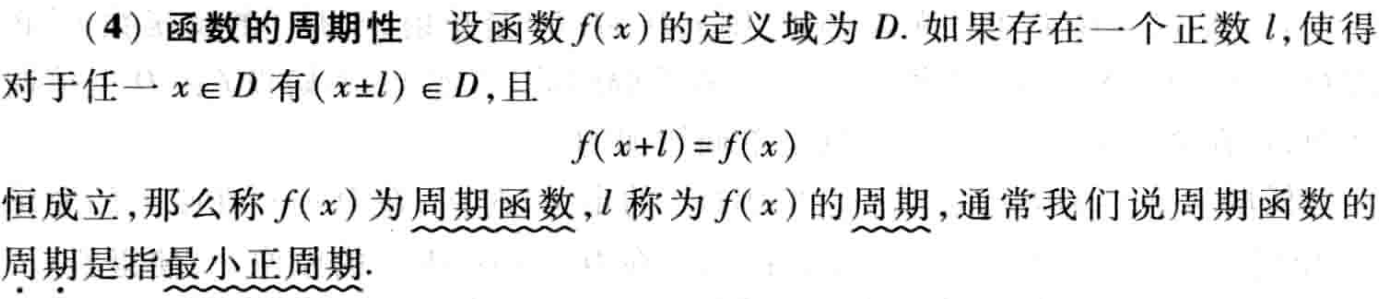 (4) 函数的周期性 设函数 f(x)的定义域为 D. 如果存在一个正数 l,使得
对于任一 x∈D 有(x±l)∈D,且
f(x+l)=f(x)
恒成立,那么称 f(x)为周期函数,l 称为 f(x)的周期,通常我们说周期函数的
周期是指最小正周期.